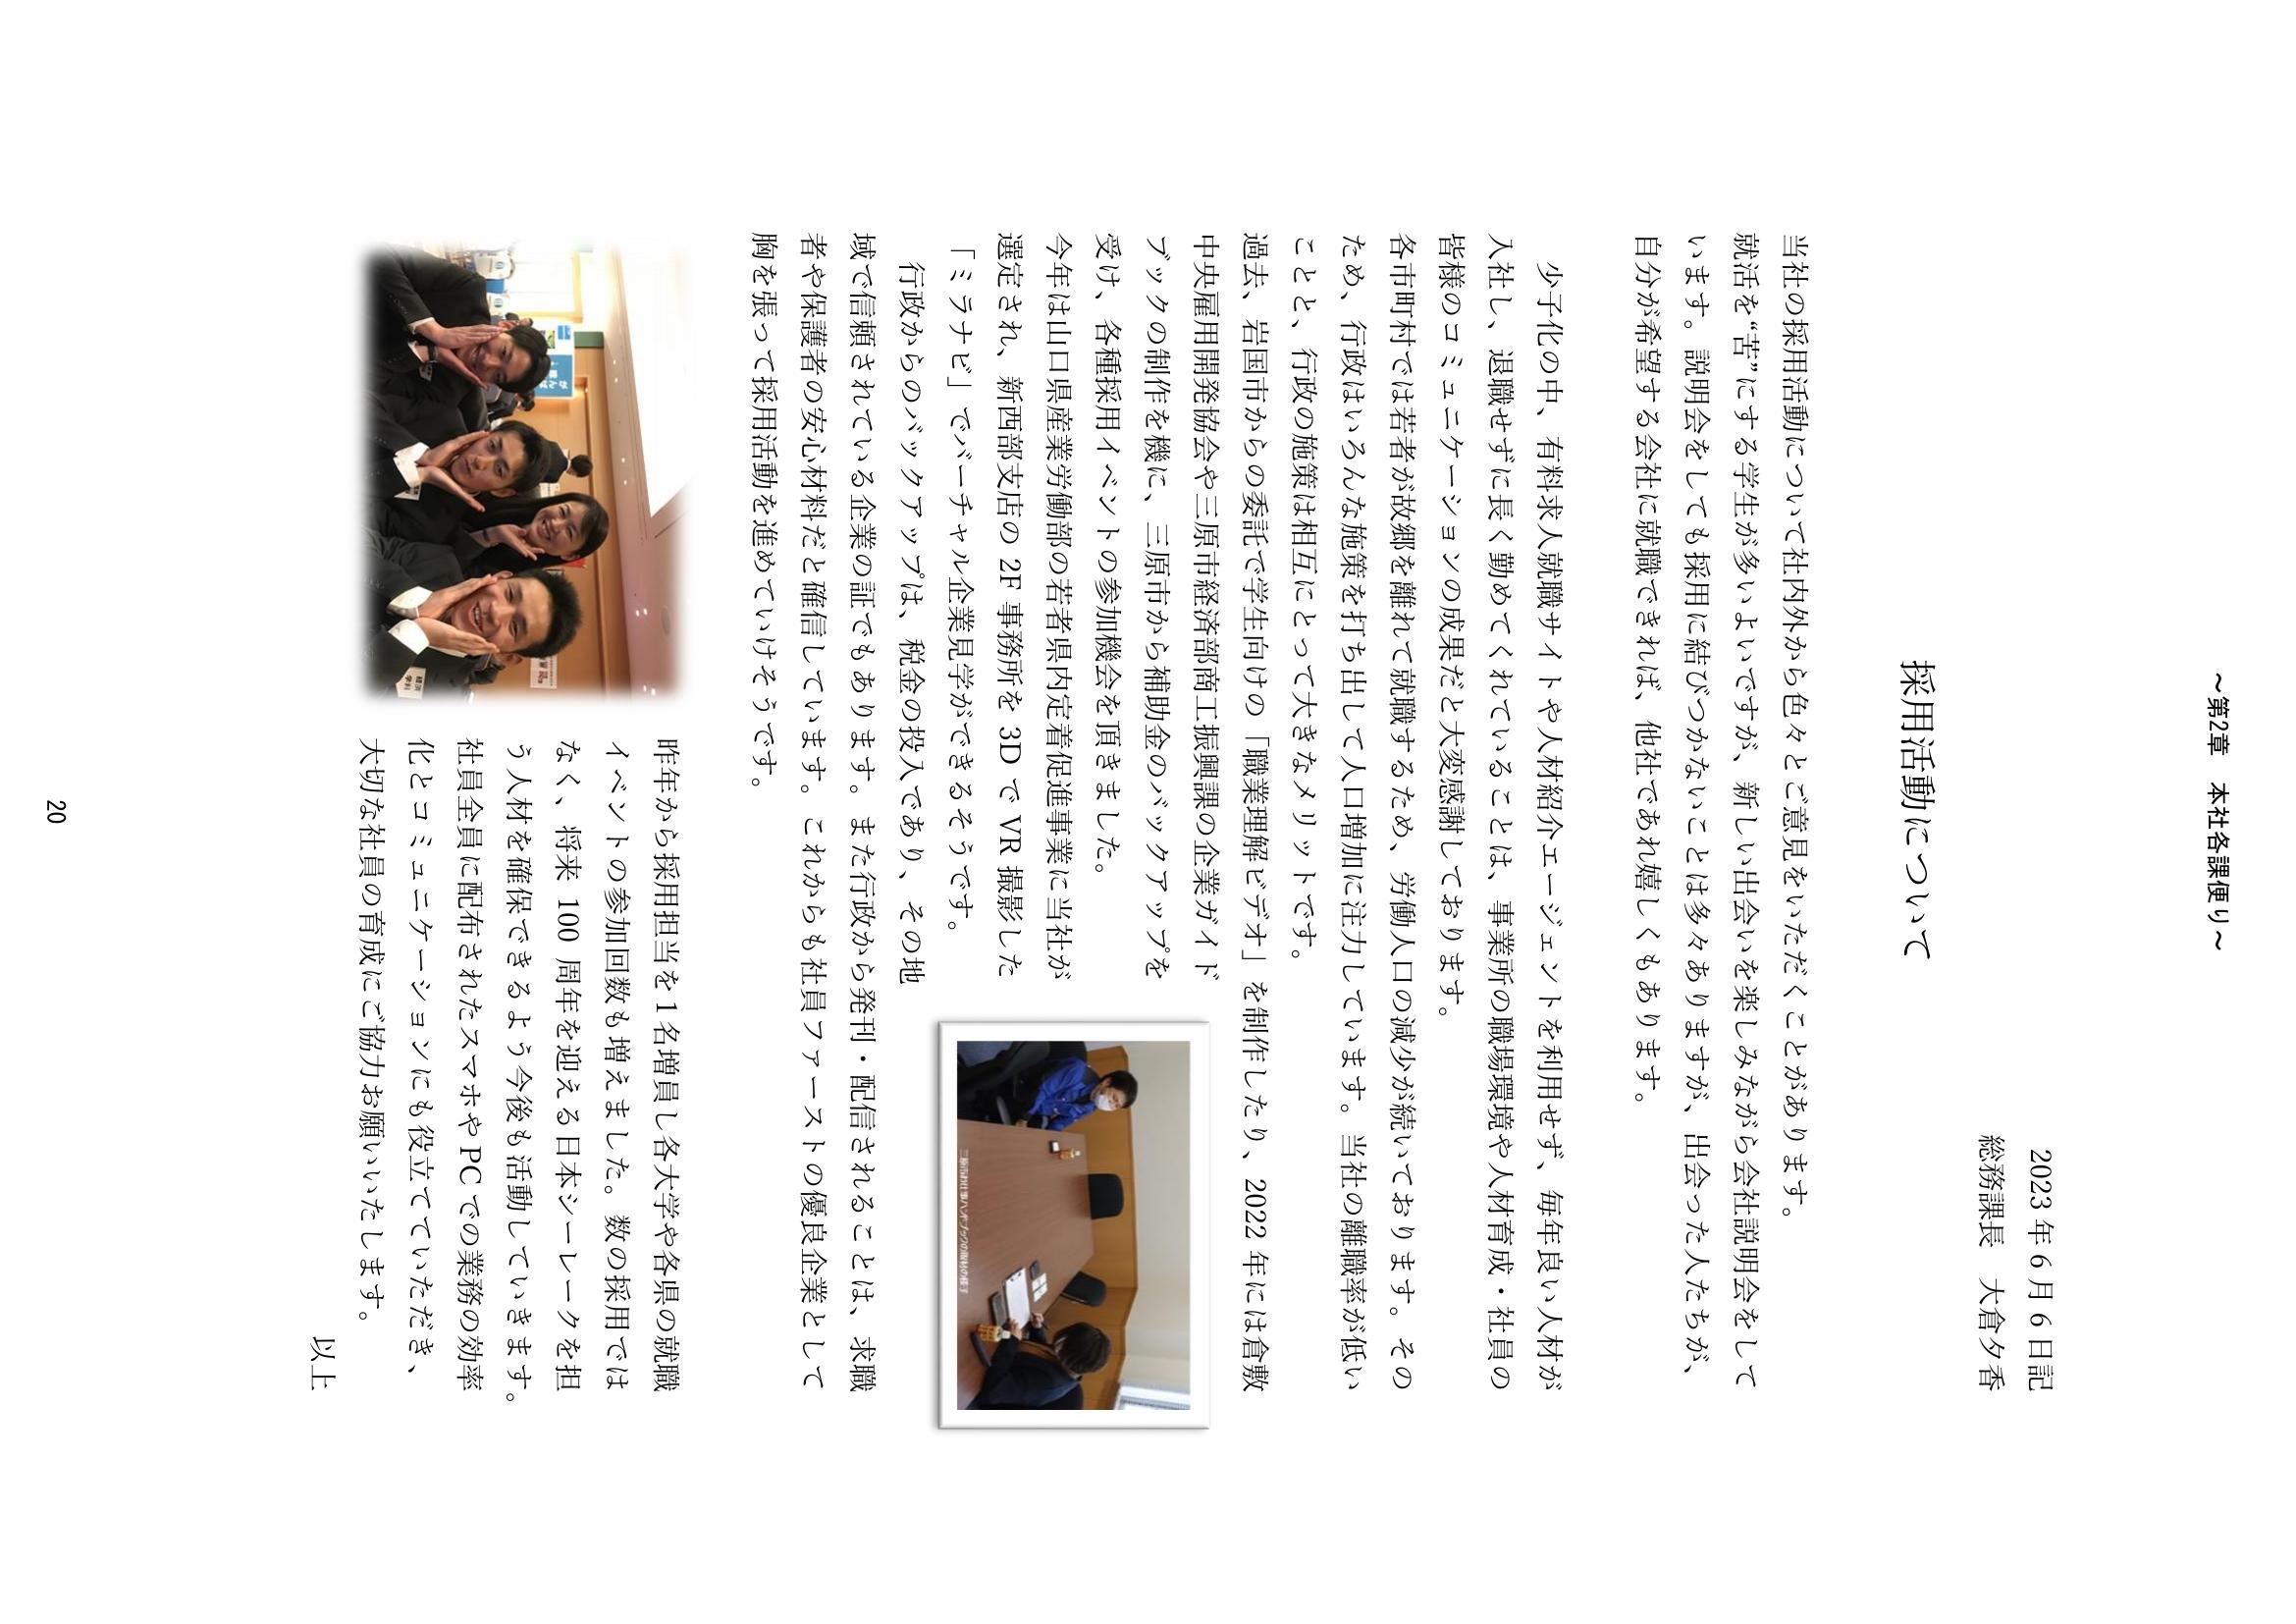 ～第2章　本社各課便り～
2023年6月6日記
総務課長　大倉夕香
採用活動について
当社の採用活動について社内外から色々とご意見をいただくことがあります。
就活を“苦”にする学生が多いよいですが、新しい出会いを楽しみながら会社説明会をして
います。説明会をしても採用に結びつかないことは多々ありますが、出会った人たちが、
自分が希望する会社に就職できれば、他社であれ嬉しくもあります。
少子化の中、有料求人就職サイトや人材紹介エージェントを利用せず、毎年良い人材が
入社し、退職せずに長く勤めてくれていることは、事業所の職場環境や人材育成・社員の
皆様のコミュニケーションの成果だと大変感謝しております。
各市町村では若者が故郷を離れて就職するため、労働人口の減少が続いております。その
ため、行政はいろんな施策を打ち出して人口増加に注力しています。当社の離職率が低い
ことと、行政の施策は相互にとって大きなメリットです。
過去、岩国市からの委託で学生向けの「職業理解ビデオ」を制作したり、2022年には倉敷
中央雇用開発協会や三原市経済部商工振興課の企業ガイド
ブックの制作を機に、三原市から補助金のバックアップを
受け、各種採用イベントの参加機会を頂きました。
今年は山口県産業労働部の若者県内定着促進事業に当社が
選定され、新西部支店の2F事務所を3DでVR撮影した
「ミラナビ」でバーチャル企業見学ができるそうです。
行政からのバックアップは、税金の投入であり、その地
域で信頼されている企業の証でもあります。また行政から発刊・配信されることは、求職
者や保護者の安心材料だと確信しています。これからも社員ファーストの優良企業として
胸を張って採用活動を進めていけそうです。
昨年から採用担当を1名増員し各大学や各県の就職
イベントの参加回数も増えました。数の採用では
なく、将来100周年を迎える日本シーレークを担
う人材を確保できるよう今後も活動していきます。
社員全員に配布されたスマホやPCでの業務の効率
化とコミュニケーションにも役立てていただき、
大切な社員の育成にご協力お願いいたします。
以上
20